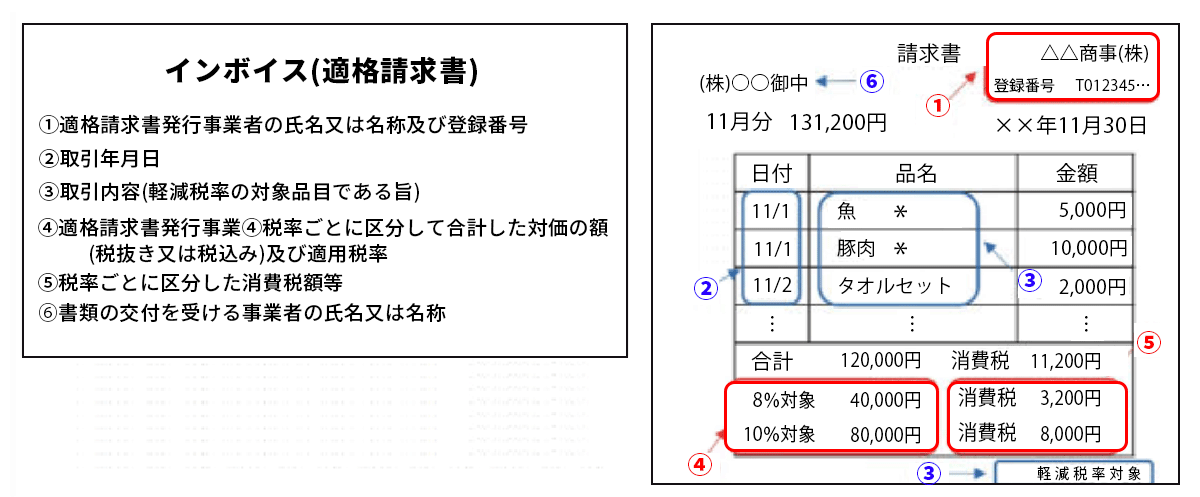 インボイス(適格請求書)
①適格請求書発行事業者の氏名又は名称及び登録番号
②取引年月日
③取引内容(軽減税率の対象品目である旨)
④適格請求書発行事業④税率ごとに区分して合計した対価の額
(税抜き又は税込み)及び適用税率
⑤税率ごとに区分した消費税額等
⑥書類の交付を受ける事業者の氏名又は名称
請求書 △△商事(株)
登録番号 T012345…
①
(株)〇〇御中 ⑥
11月分 131,200円 ××年11月30日
日付 品名 金額
11/1 魚 * 5,000円
11/1 豚肉 * 10,000円
② 11/2 タオルセット ③ 2,000円
⋮ ⋮ ⋮
⑤
合計 120,000円 消費税 11,200円
8%対象 40,000円 消費税 3,200円
10%対象 80,000円 消費税 8,000円
④
③ 軽減税率対象